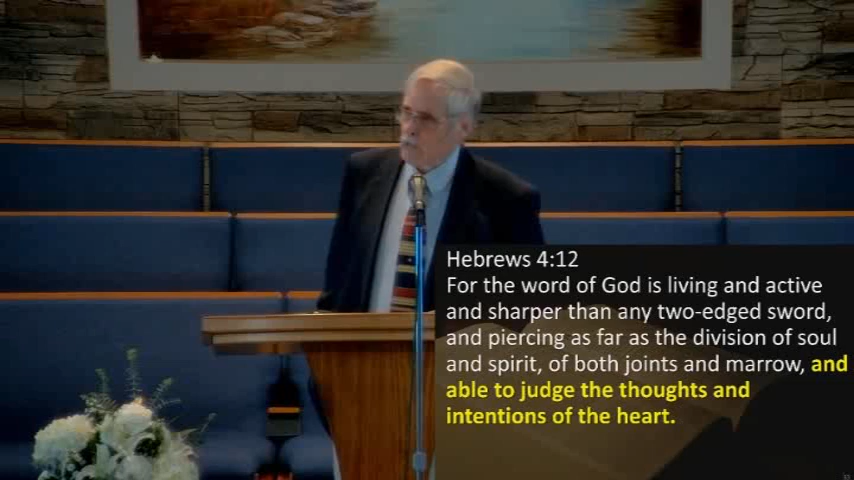 Hebrews 4:12
For the word of God is living and active
and sharper than any two-edged sword,
and piercing as far as the division of soul
and spirit, of both joints and marrow, and
able to judge the thoughts and
intentions of the heart.